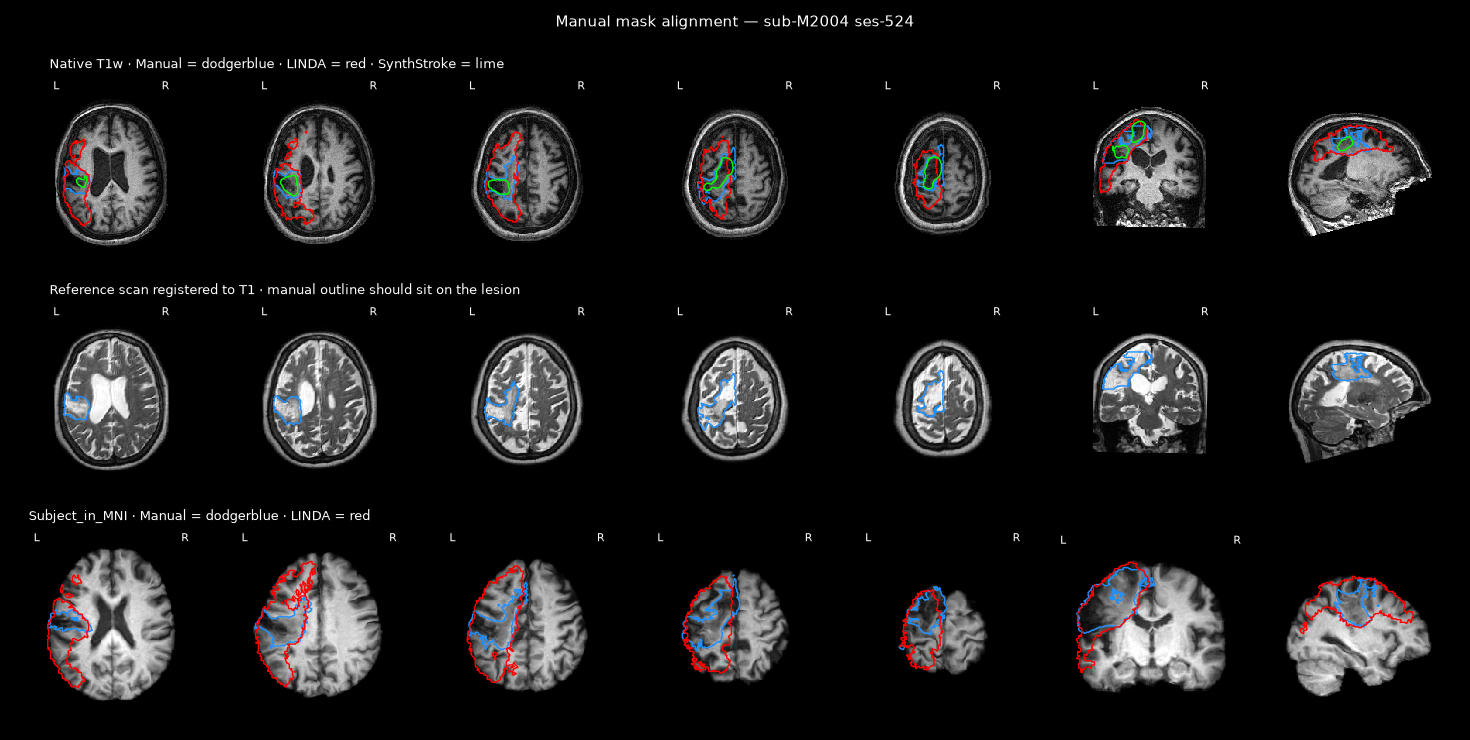 Manual mask alignment — sub-M2004 ses-524
Native T1w · Manual = dodgerblue · LINDA = red · SynthStroke = lime
L R L R L R L R L R L R
Reference scan registered to T1 · manual outline should sit on the lesion
L R L R L R L R L R L R
Subject_in_MNI · Manual = dodgerblue · LINDA = red
L R L R L R L R L R L R